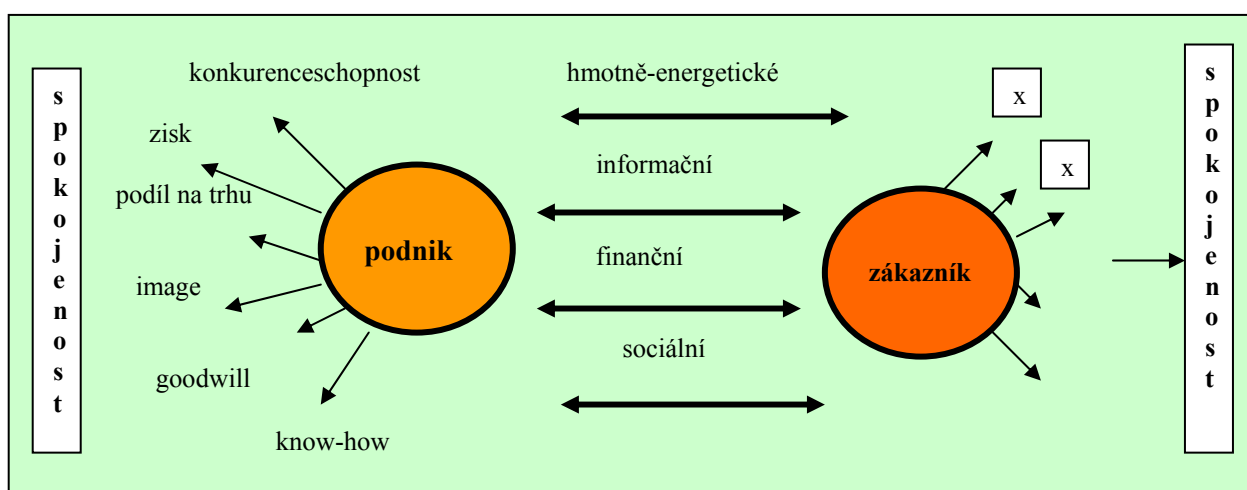 spokojenost
konkurenceschopnost
zisk
podíl na trhu
image
goodwill
know-how
podnik
hmotně-energetické
informační
finanční
sociální
zákazník
x
x
spokojenost